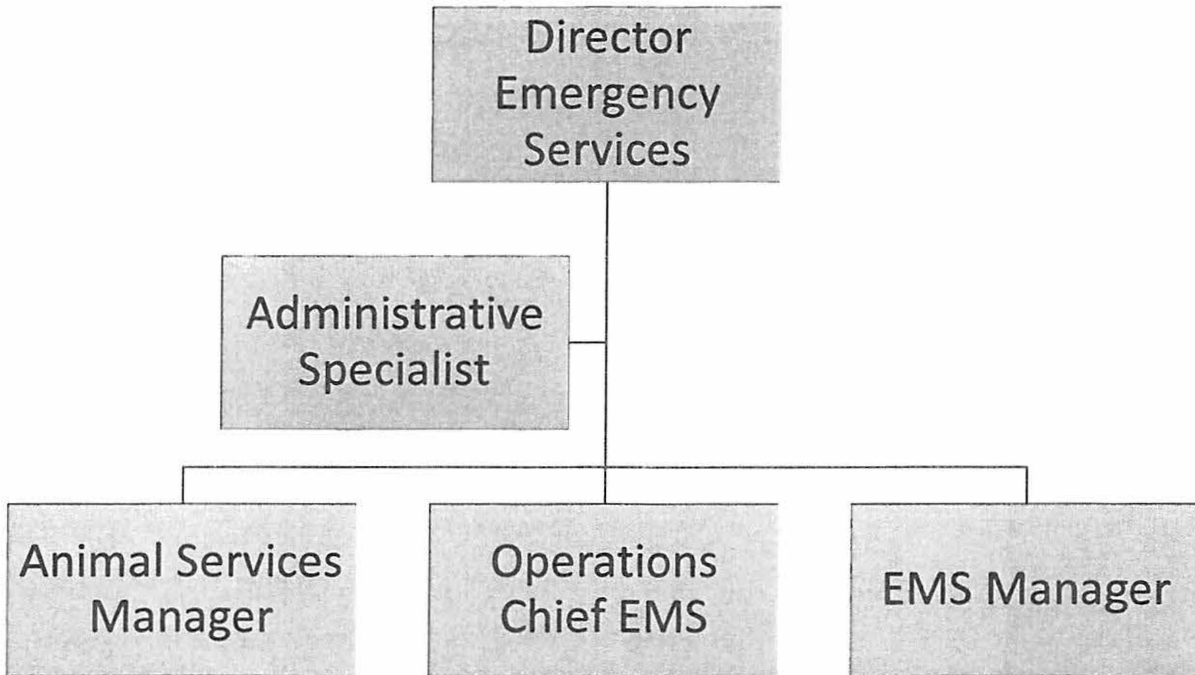 Director
Emergency
Services
Administrative
Specialist
Animal Services
Manager
Operations
Chief EMS
EMS Manager